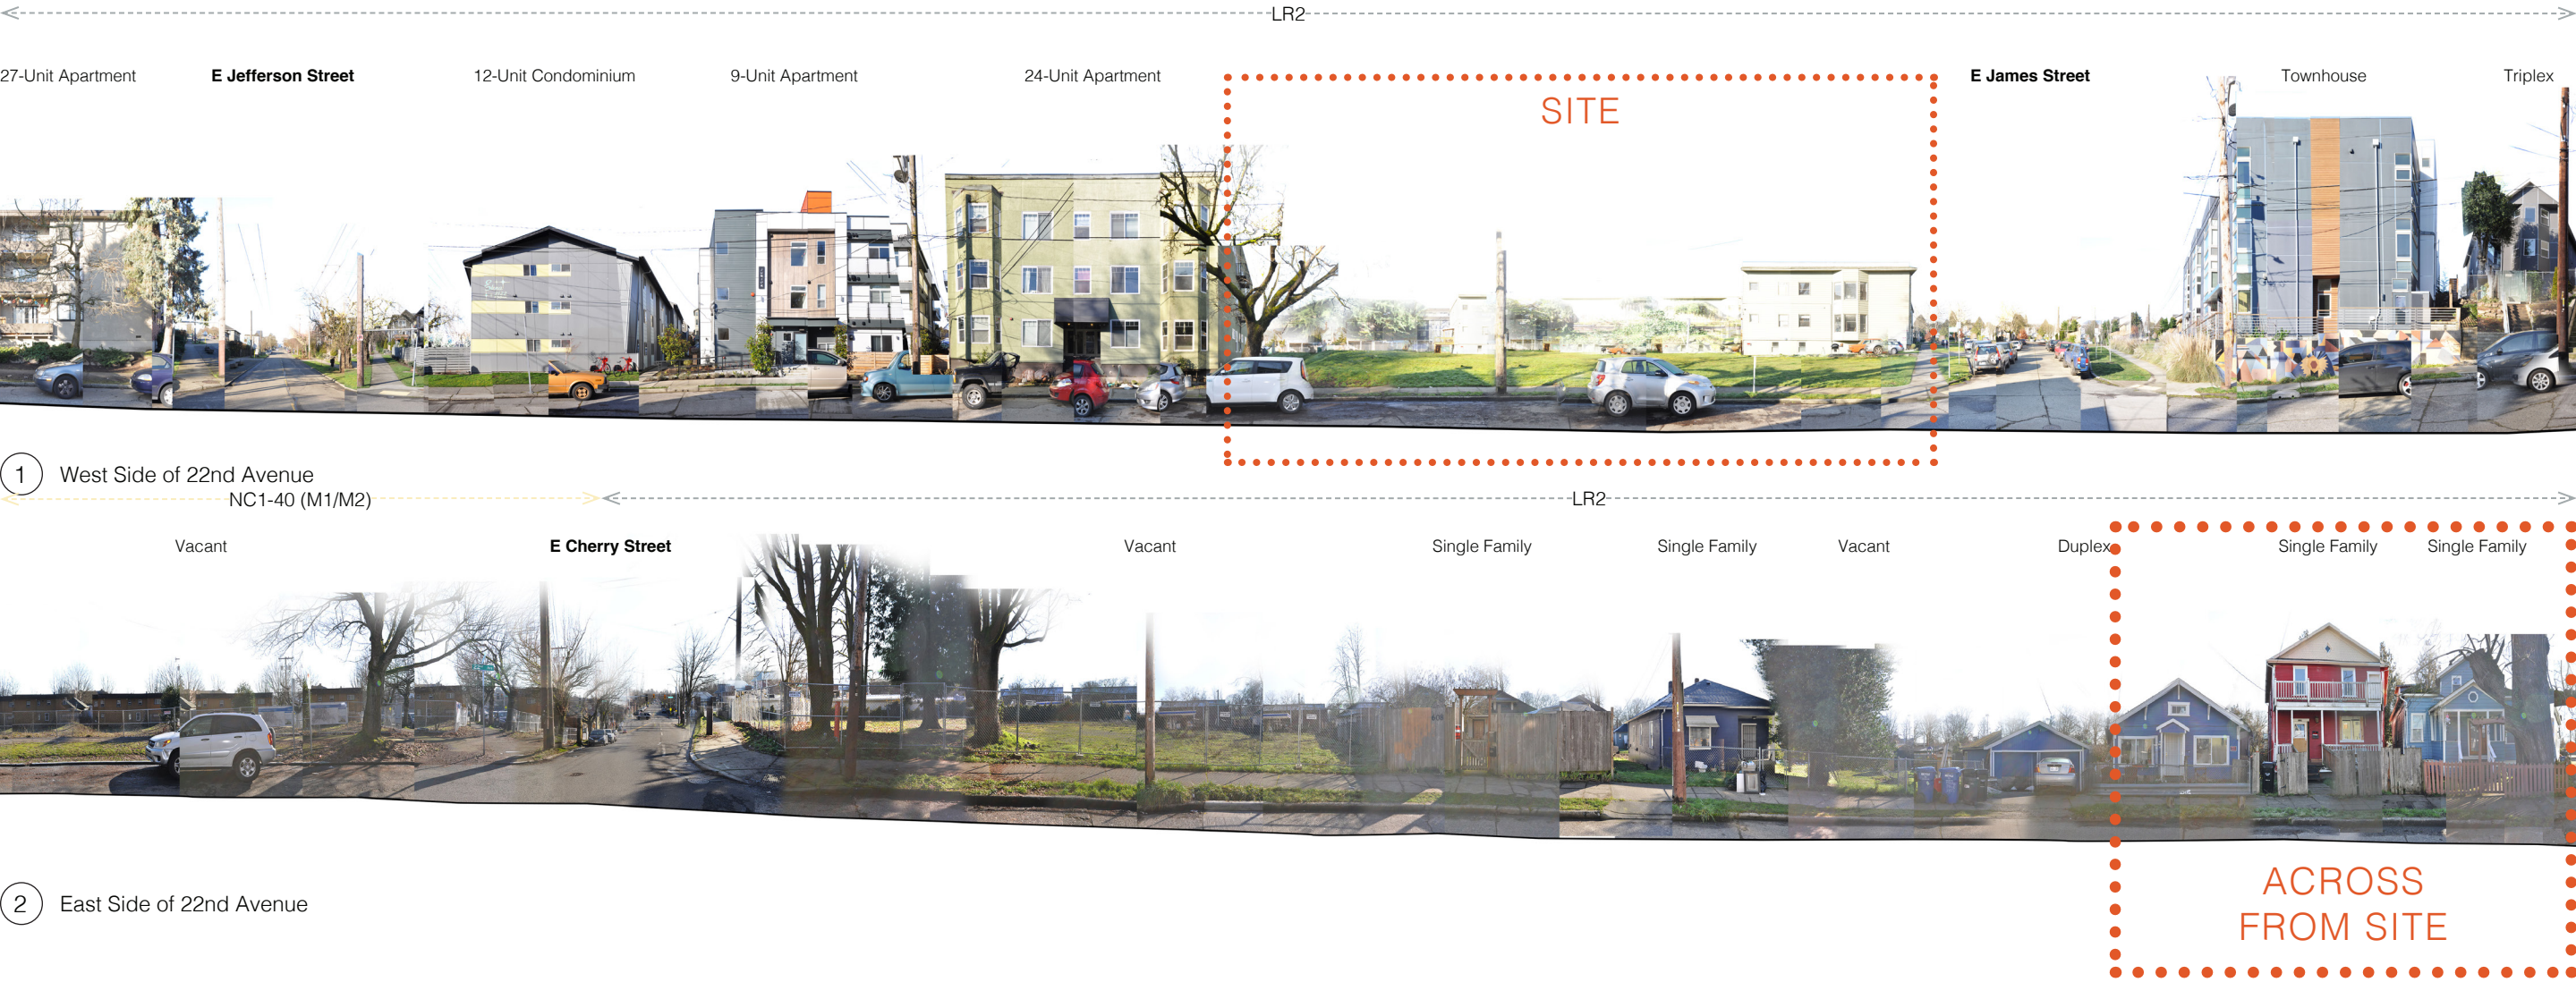 LR2
27-Unit Apartment
E Jefferson Street
12-Unit Condominium
9-Unit Apartment
24-Unit Apartment
SITE
E James Street
Townhouse
Triplex
1
West Side of 22nd Avenue
NC1-40 (M1/M2)
LR2
Vacant
E Cherry Street
Vacant
Single Family
Single Family
Vacant
Duplex
Single Family
Single Family
ACROSS
FROM SITE
2
East Side of 22nd Avenue